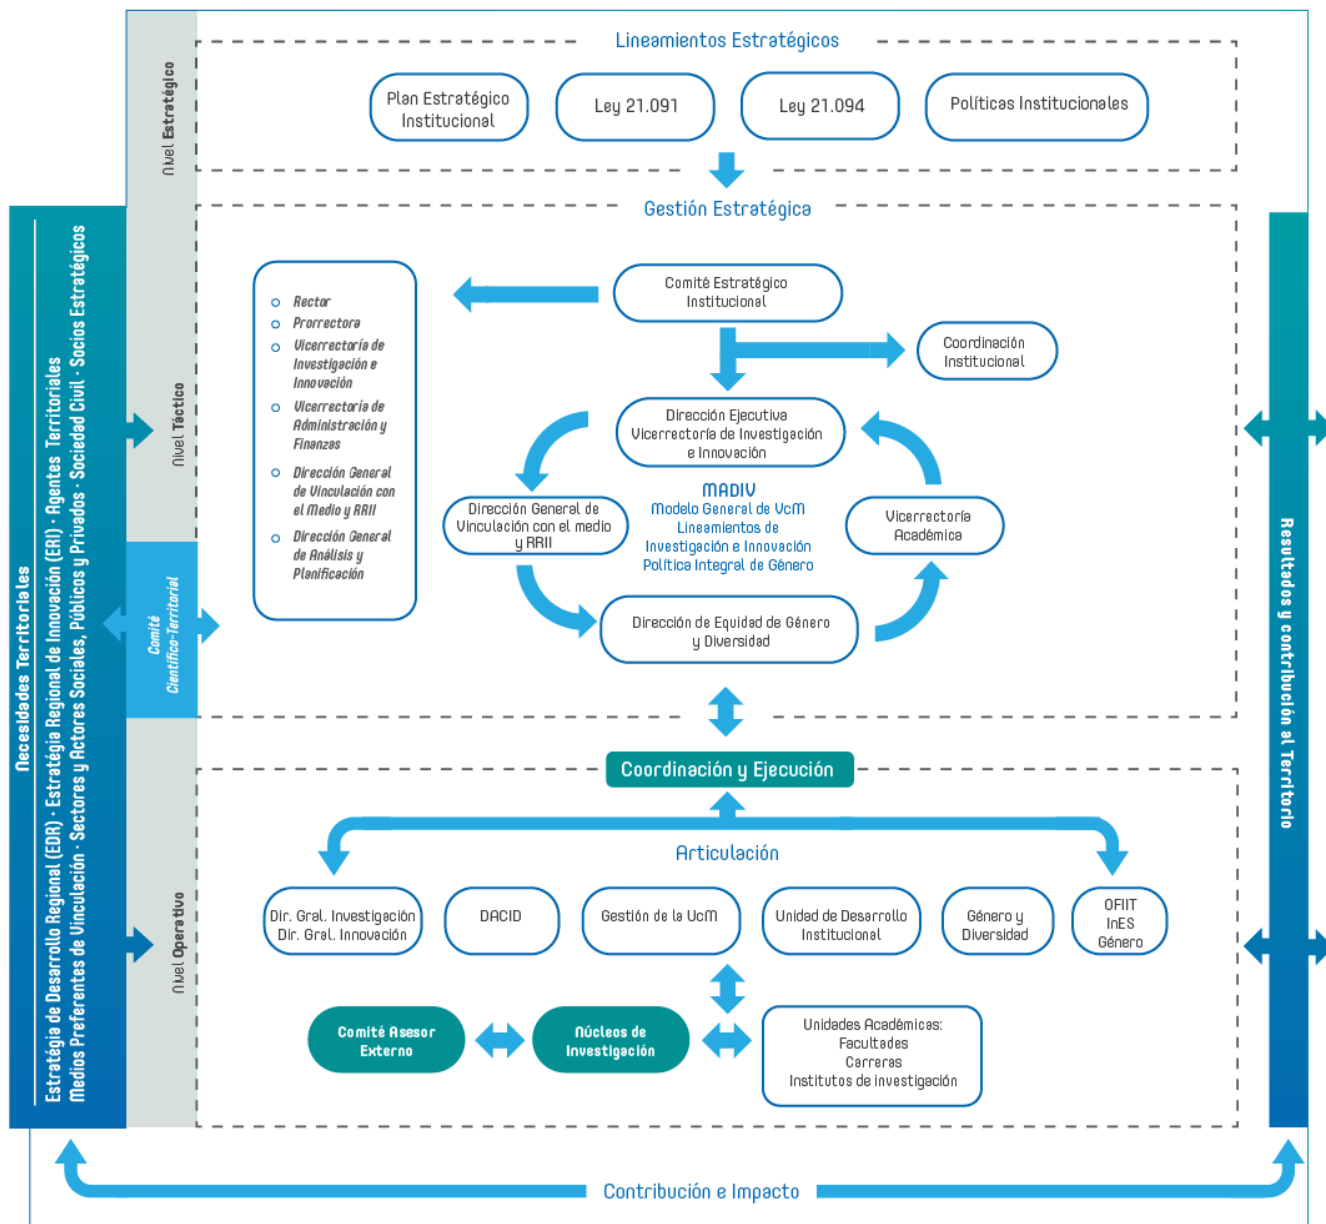 Lineamientos Estratégicos
Plan Estratégico
Institucional
Ley 21.091
Ley 21.094
Políticas Institucionales
Nivel Estratégico
Gestión Estratégica
Rector
Prorrectora
Vicerrectoría de
Investigación e
Innovación
Vicerrectoría de
Administración y
Finanzas
Dirección General
de Vinculación con
el Medio y RRII
Dirección General
de Análisis y
Planificación
Comité Estratégico
Institucional
Coordinación
Institucional
Dirección Ejecutiva
Vicerrectoría de Investigación
e Innovación
Dirección General de
Vinculación con el medio
y RRII
MADIV
Modelo General de VcM
Lineamientos de
Investigación e Innovación
Política Integral de Género
Vicerrectoría
Académica
Dirección de Equidad de Género
y Diversidad
Nivel Táctico
Comité
Científico-Territorial
Necesidades Territoriales
Estratégia de Desarrollo Regional (EDR) · Estratégia Regional de Innovación (ERI) · Agentes Territoriales
Medios Preferentes de Vinculación · Sectores y Actores Sociales, Públicos y Privados · Sociedad Civil · Socios Estratégicos
Resultados y contribución al Territorio
Coordinación y Ejecución
Articulación
Nivel Operativo
Dir. Gral. Investigación
Dir. Gral. Innovación
DACID
Gestión de la VcM
Unidad de Desarrollo
Institucional
Género y
Diversidad
OFIIT
InES
Género
Comité Asesor
Externo
Núcleos de
Investigación
Unidades Académicas:
Facultades
Carreras
Institutos de investigación
Contribución e Impacto